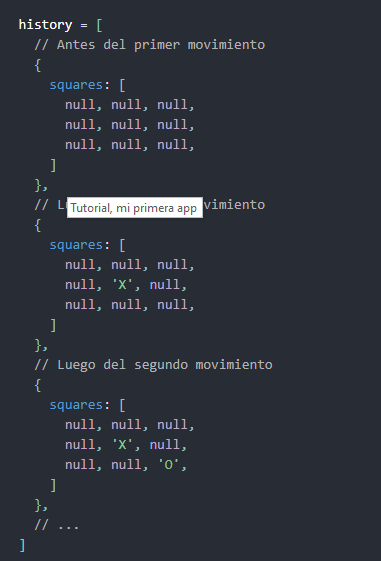 history = [
// Antes del primer movimiento
{
squares: [
null, null, null,
null, null, null,
null, null, null,
]
},
// Tutorial, mi primera app vimiento
{
squares: [
null, null, null,
null, 'X', null,
null, null, null,
]
},
// Luego del segundo movimiento
{
squares: [
null, null, null,
null, 'X', null,
null, null, 'O',
]
},
// ...
]